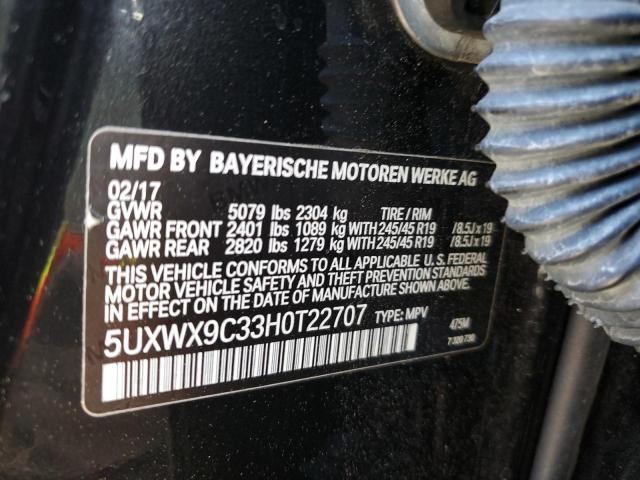 MFD BY BAYERISCHE MOTOREN WERKE AG
02/17
GVWR 5079 lbs 2304 kg TIRE / RIM
GAWR FRONT 2401 lbs 1089 kg WITH 245/45 R19 /8.5J x 19
GAWR REAR 2820 lbs 1279 kg WITH 245/45 R19 /8.5J x 19
THIS VEHICLE CONFORMS TO ALL APPLICABLE U. S. FEDERAL
MOTOR VEHICLE SAFETY AND THEFT PREVENTION STANDARDS
IN EFFECT ON THE DATE OF MANUFACTURE SHOWN ABOVE.
5UXWX9C33H0T22707 TYPE: MPV 475M
7 320 730